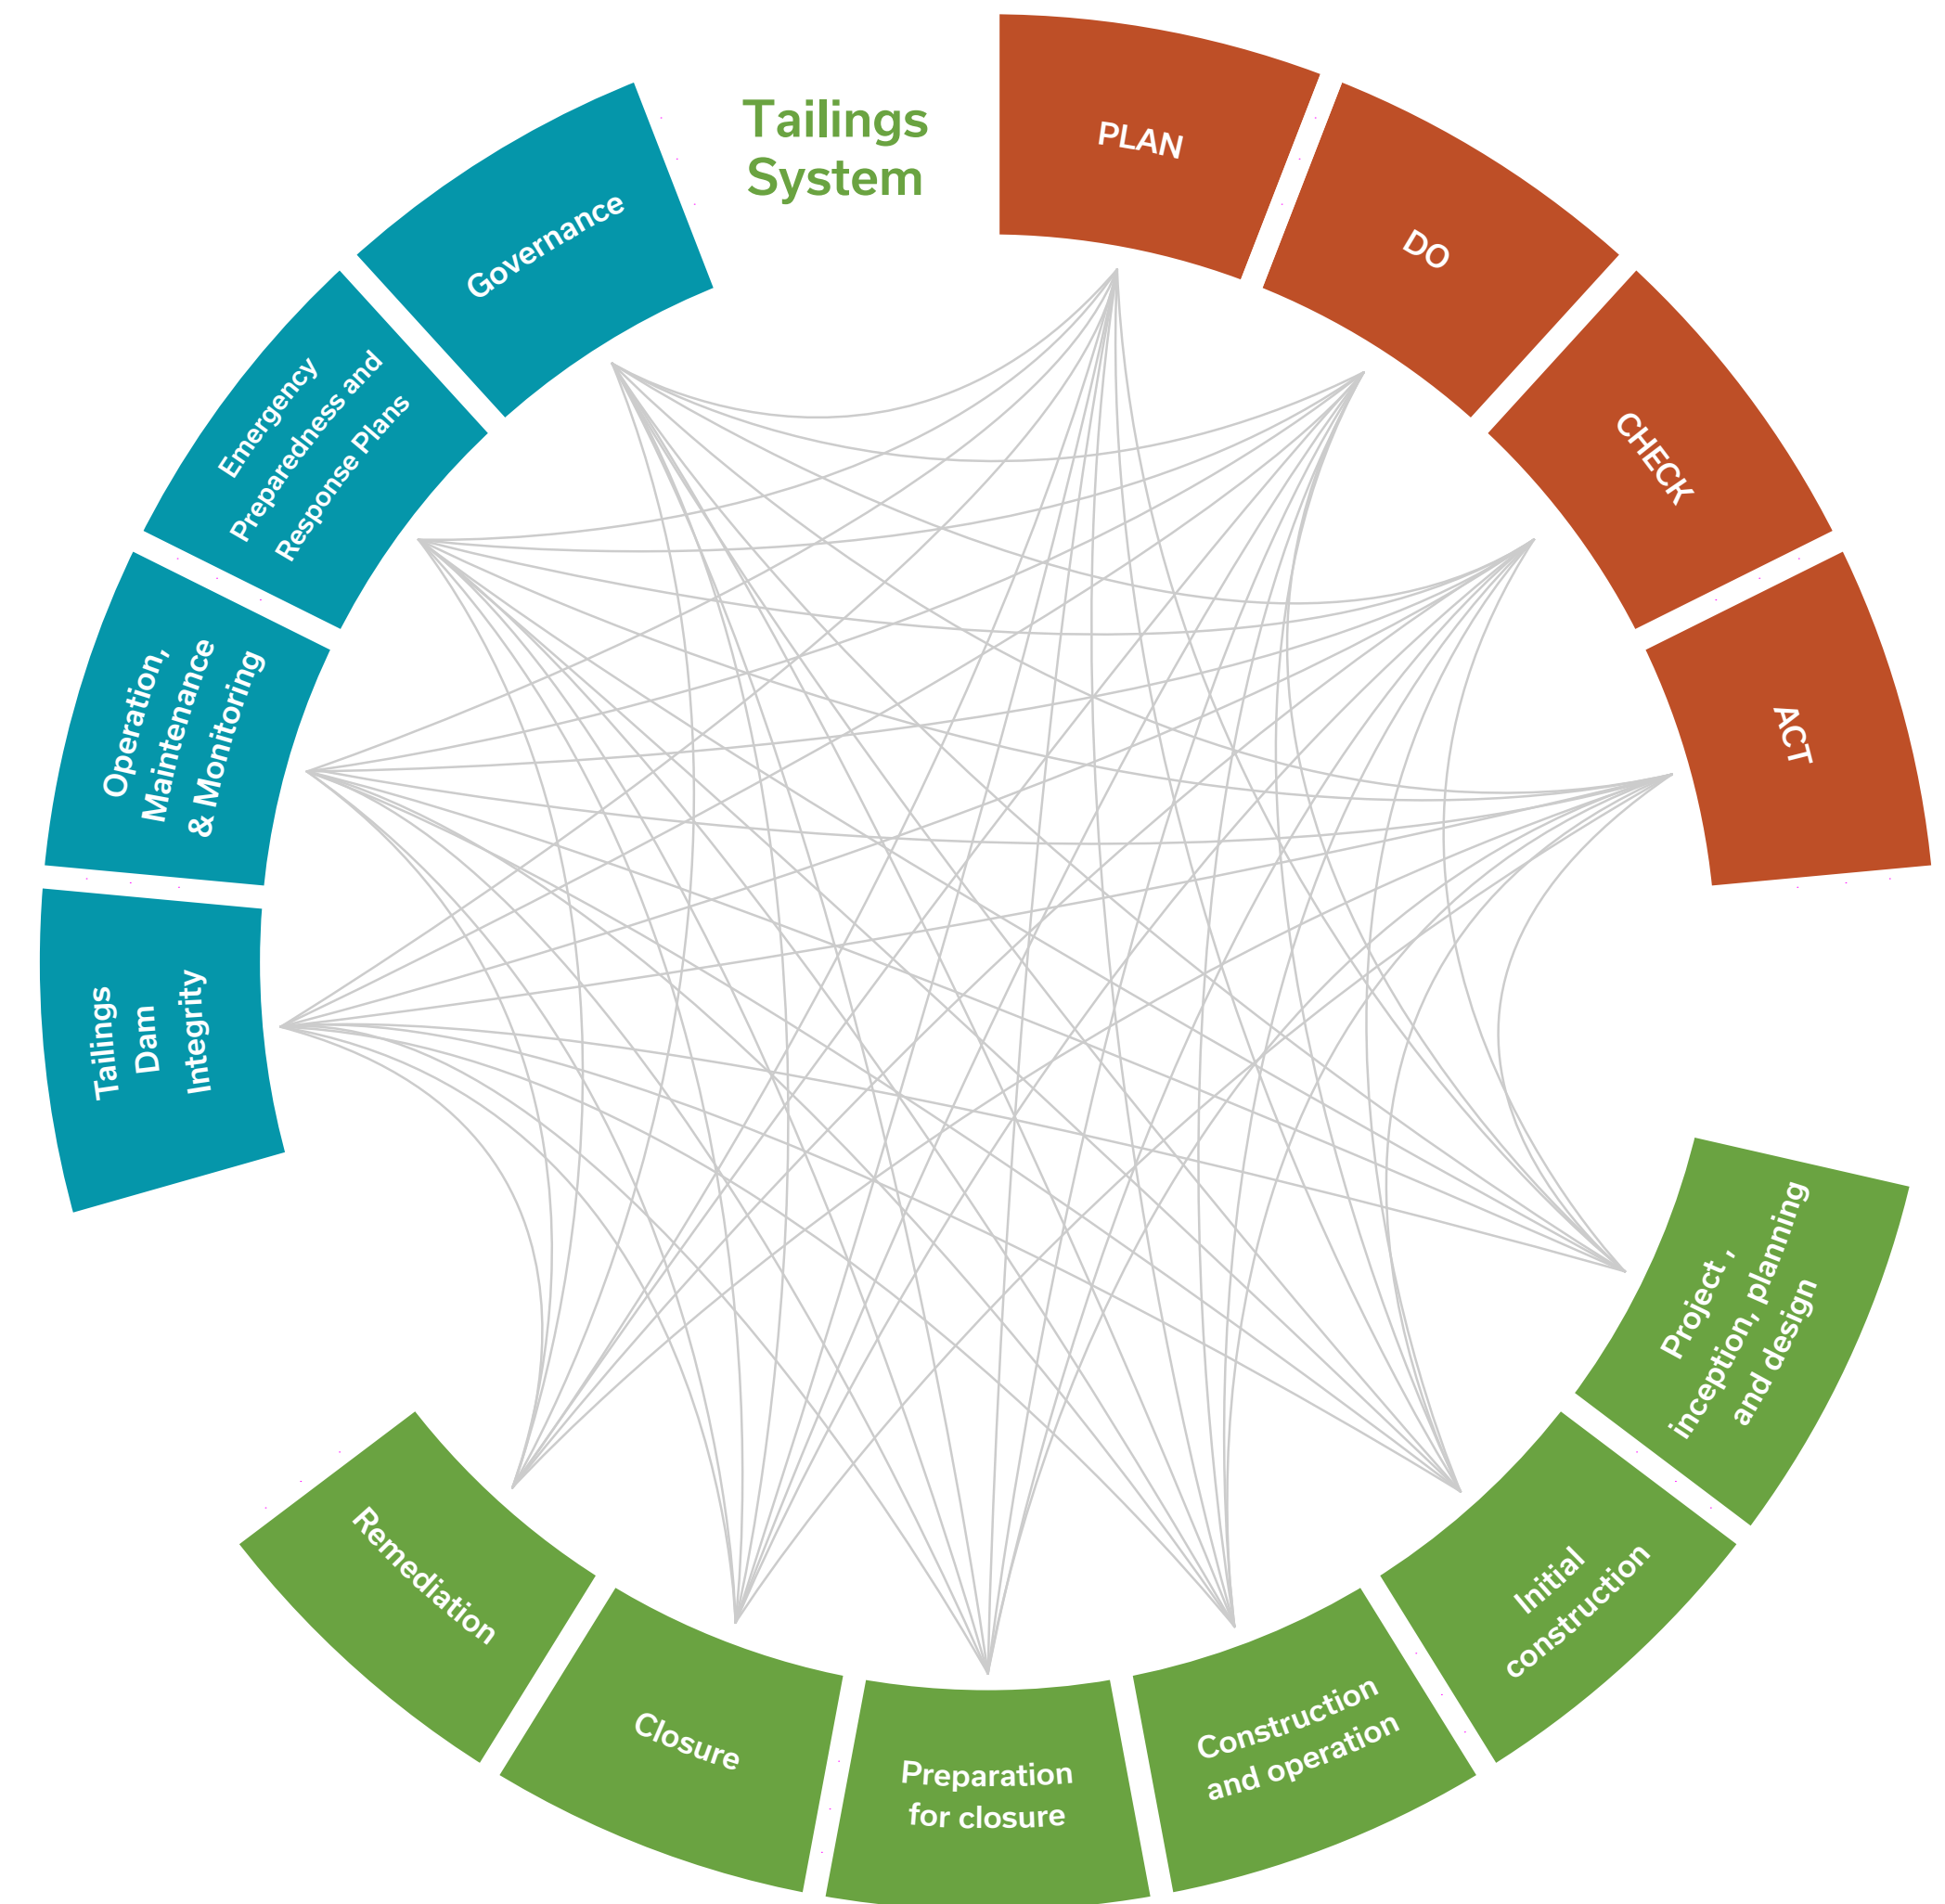 Tailings
System
PLAN
DO
CHECK
ACT
Project ,
inception, planning
and design
Initial
construction
Construction
and operation
Preparation
for closure
Closure
Remediation
Tailings
Dam
Integrity
Operation,
Maintenance
& Monitoring
Emergency
Preparedness and
Response Plans
Governance